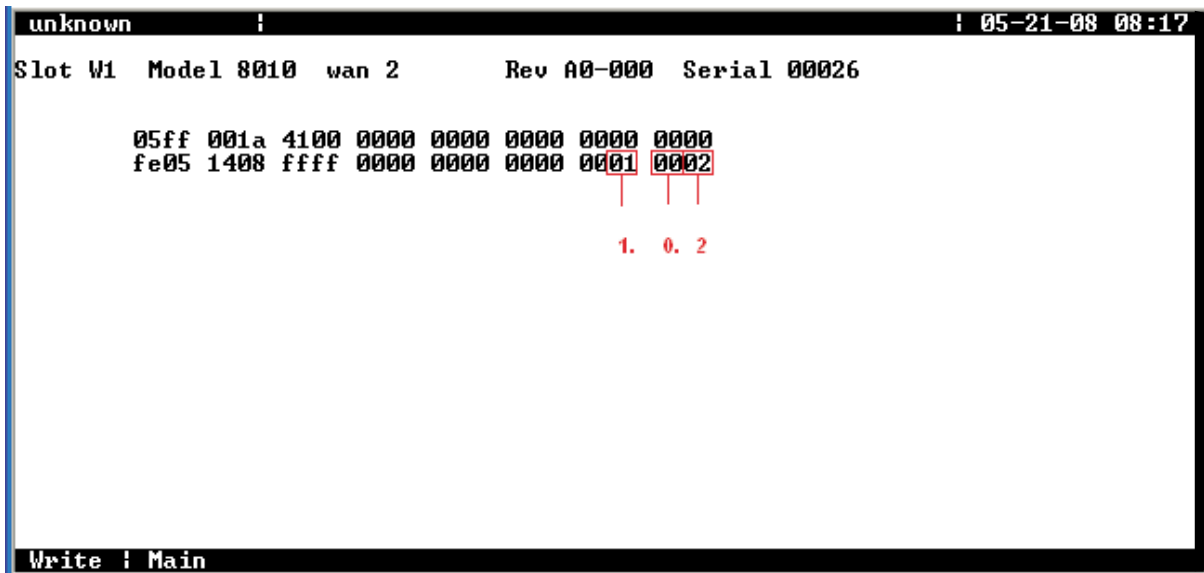 unknown ¦ ¦ 05-21-08 08:17
Slot W1 Model 8010 wan 2 Rev A0-000 Serial 00026
05ff 001a 4100 0000 0000 0000 0000 0000
fe05 1408 ffff 0000 0000 0000 0001 0002
1. 0. 2
Write ¦ Main